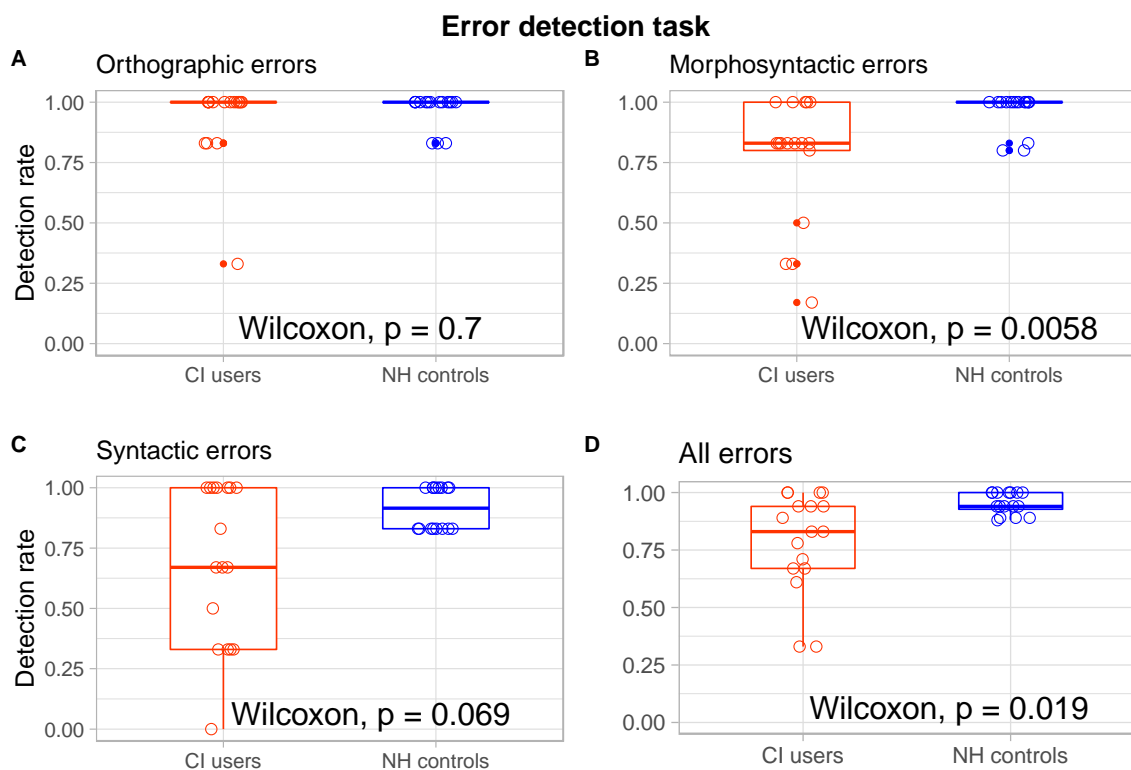 Error detection task
A
Orthographic errors
Detection rate
1.00
0.75
0.50
0.25
0.00
Wilcoxon, p = 0.7
CI users
NH controls
B
Morphosyntactic errors
1.00
0.75
0.50
0.25
0.00
Wilcoxon, p = 0.0058
CI users
NH controls
C
Syntactic errors
Detection rate
1.00
0.75
0.50
0.25
0.00
Wilcoxon, p = 0.069
CI users
NH controls
D
All errors
1.00
0.75
0.50
0.25
0.00
Wilcoxon, p = 0.019
CI users
NH controls